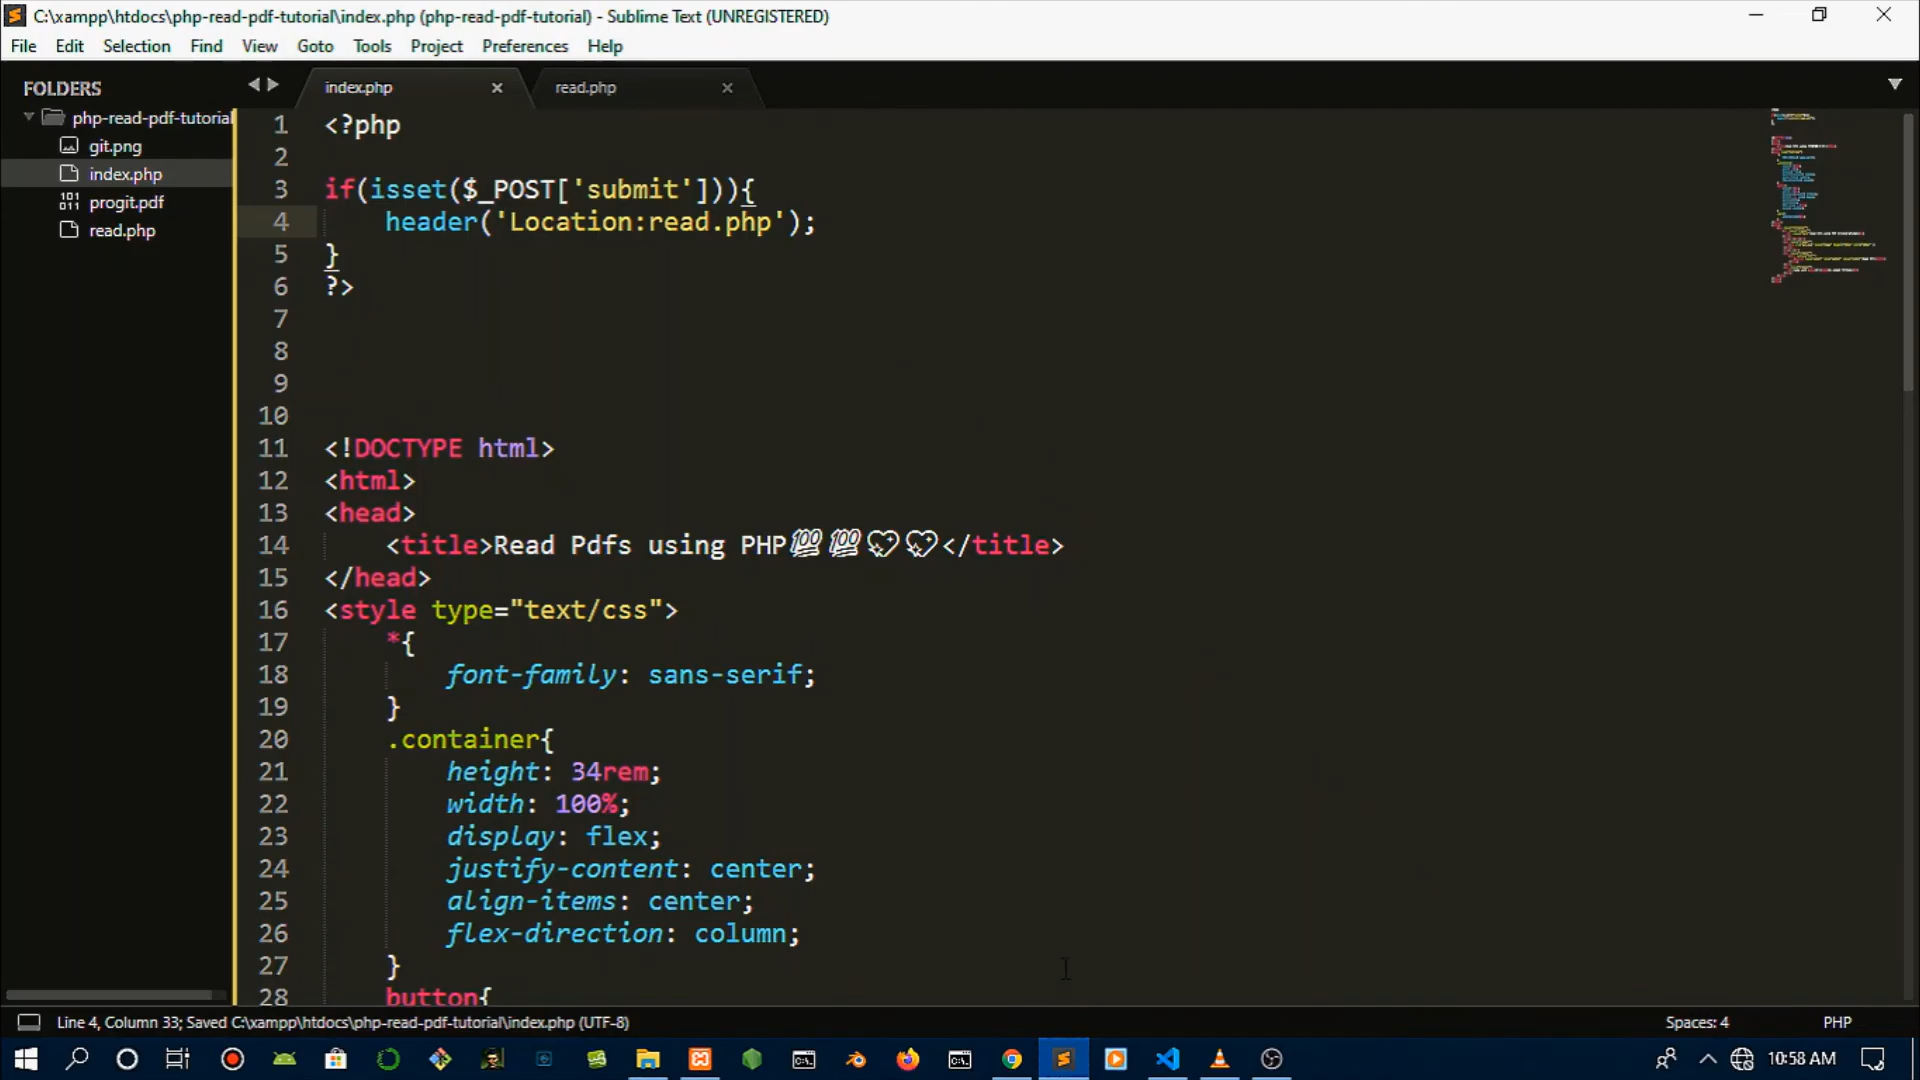 C:\xampp\htdocs\php-read-pdf-tutorial\index.php (php-read-pdf-tutorial) - Sublime Text (UNREGISTERED)
File Edit Selection Find View Goto Tools Project Preferences Help
FOLDERS
php-read-pdf-tutorial
git.png
index.php
progit.pdf
read.php
index.php read.php
1 <?php
2
3 if(isset($_POST['submit'])){
4 header('Location:read.php');
5 }
6 ?>
7
8
9
10
11 <!DOCTYPE html>
12 <html>
13 <head>
14 <title>Read Pdfs using PHP💯💯💖💖</title>
15 </head>
16 <style type="text/css">
17 *{
18 font-family: sans-serif;
19 }
20 .container{
21 height: 34rem;
22 width: 100%;
23 display: flex;
24 justify-content: center;
25 align-items: center;
26 flex-direction: column;
27 }
28 button{
Line 4, Column 33; Saved C:\xampp\htdocs\php-read-pdf-tutorial\index.php (UTF-8) Spaces: 4 PHP
10:58 AM